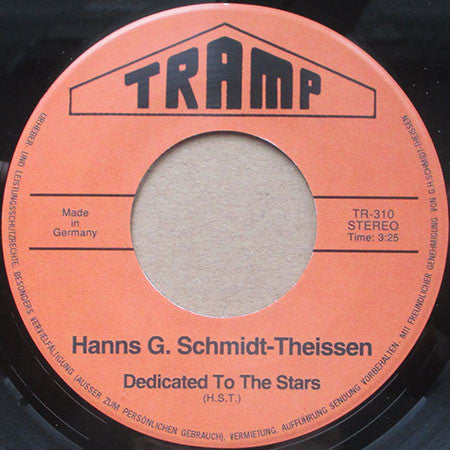 TRAMP
Made in
Germany
TR-310
STEREO
Time: 3:25
Hanns G. Schmidt-Theissen
Dedicated To The Stars
(H.S.T.)
URHEBER- UND LEISTUNGSSCHUTZRECHTE, BESONDERS VERVIELFÄLTIGUNG (AUSSER ZUM PERSÖNLICHEN GEBRAUCH), VERMIETUNG, AUFFÜHRUNG SENDUNG VORBEHALTEN. MIT FREUNDLICHER GENEHMIGUNG VON G.H.SCHMIDT-THEISSEN